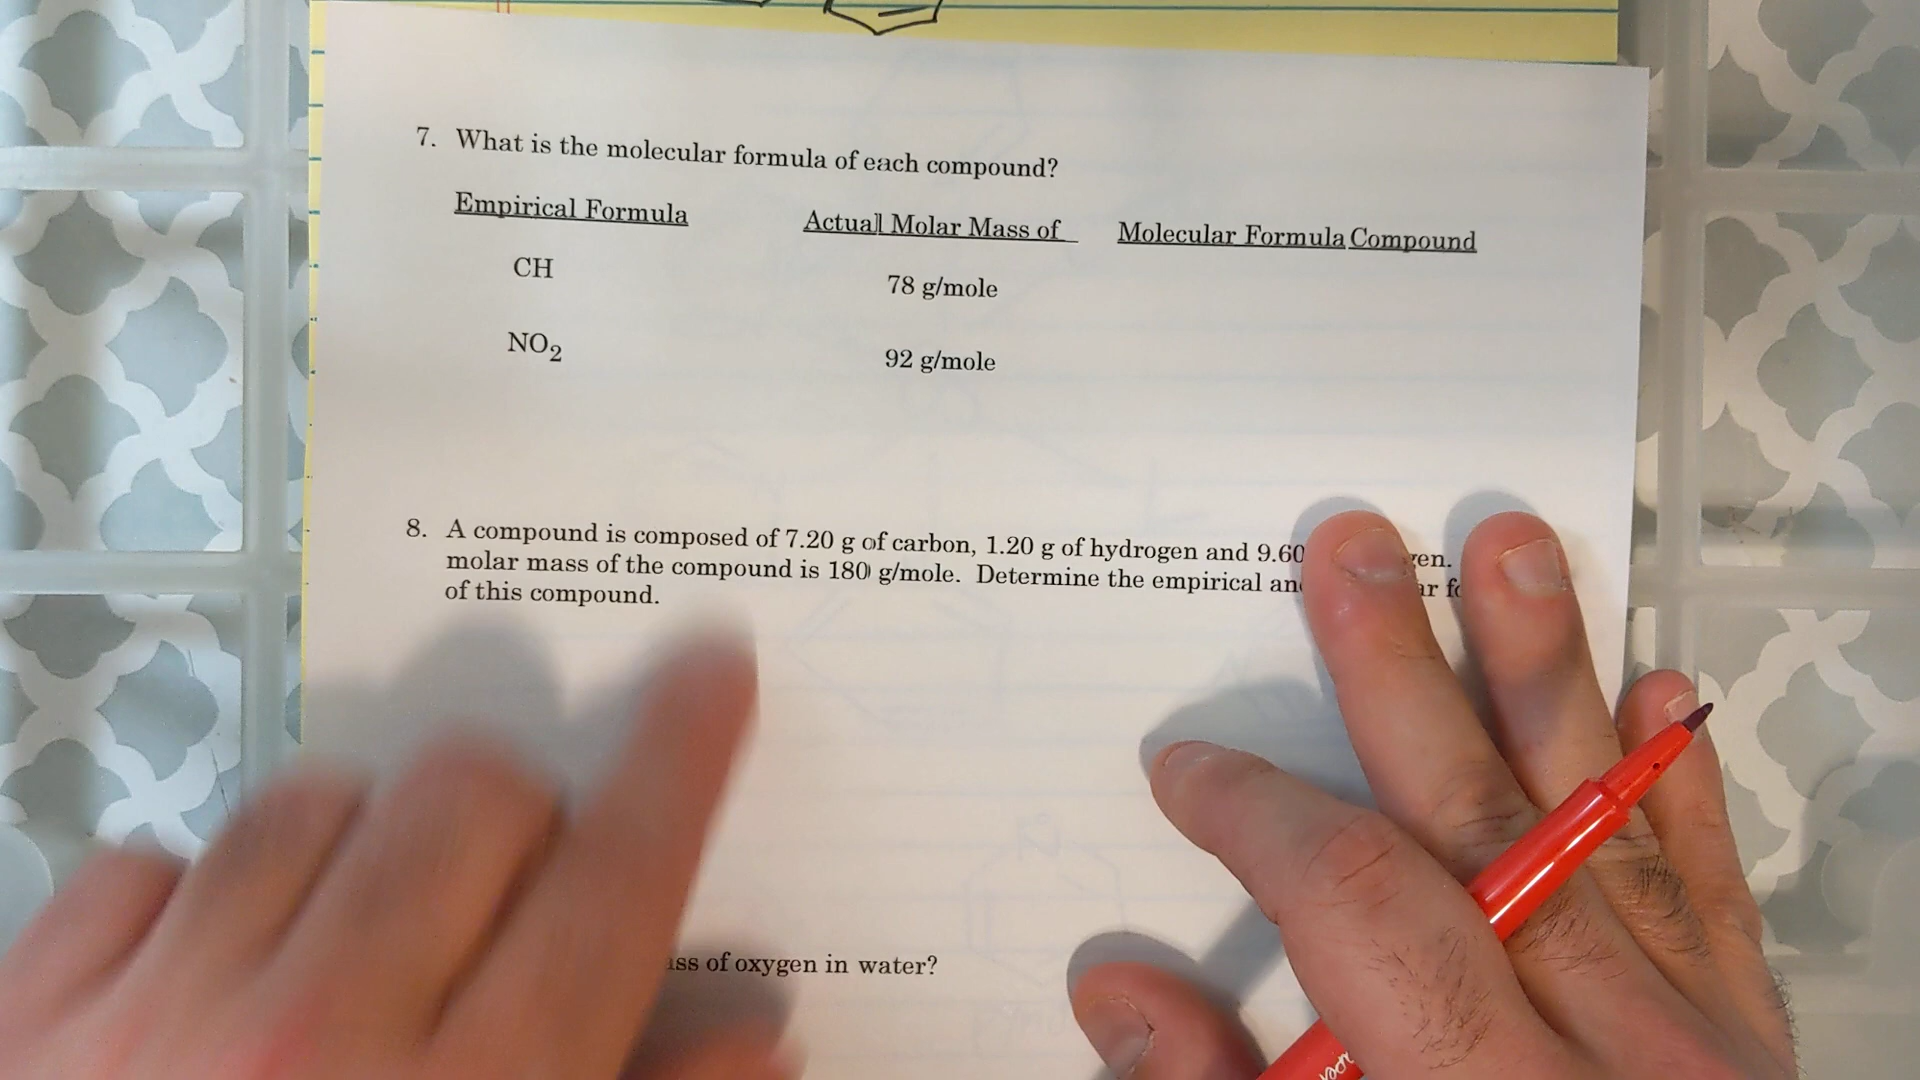 7. What is the molecular formula of each compound?
Empirical Formula Actual Molar Mass of Molecular Formula Compound
CH 78 g/mole
NO2 92 g/mole
8. A compound is composed of 7.20 g of carbon, 1.20 g of hydrogen and 9.60
molar mass of the compound is 180 g/mole. Determine the empirical
of this compound.
of oxygen in water?